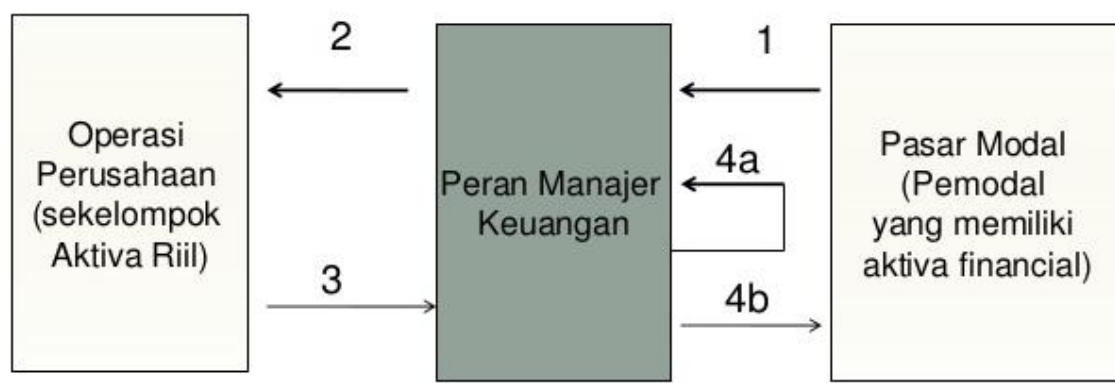 2
1
Operasi
Perusahaan
(sekelompok
Aktiva Riil)
Peran Manajer
Keuangan
4a
Pasar Modal
(Pemodal
yang memiliki
aktiva financial)
3
4b